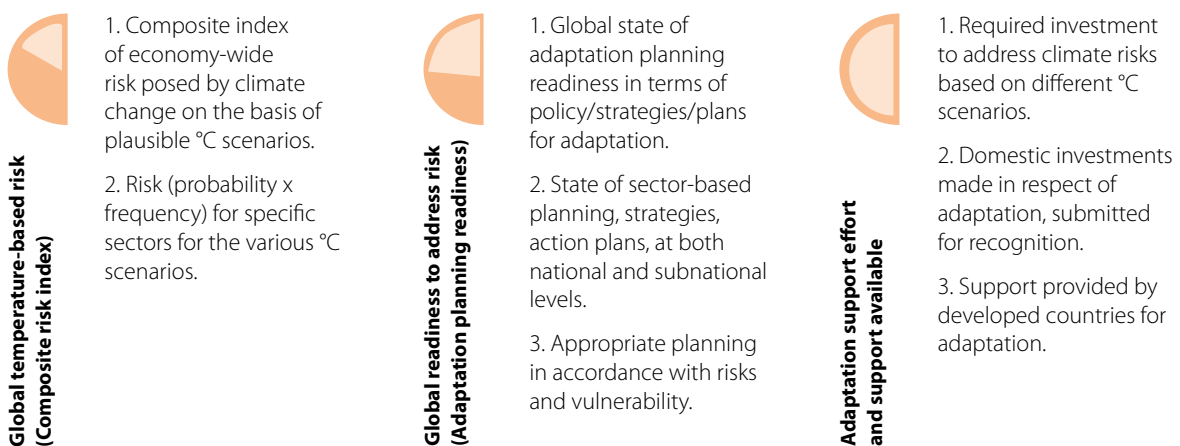 Global temperature-based risk
(Composite risk index)
1. Composite index
of economy-wide
risk posed by climate
change on the basis of
plausible °C scenarios.
2. Risk (probability x
frequency) for specific
sectors for the various °C
scenarios.
Global readiness to address risk
(Adaptation planning readiness)
1. Global state of
adaptation planning
readiness in terms of
policy/strategies/plans
for adaptation.
2. State of sector-based
planning, strategies,
action plans, at both
national and subnational
levels.
3. Appropriate planning
in accordance with risks
and vulnerability.
Adaptation support effort
and support available
1. Required investment
to address climate risks
based on different °C
scenarios.
2. Domestic investments
made in respect of
adaptation, submitted
for recognition.
3. Support provided by
developed countries for
adaptation.